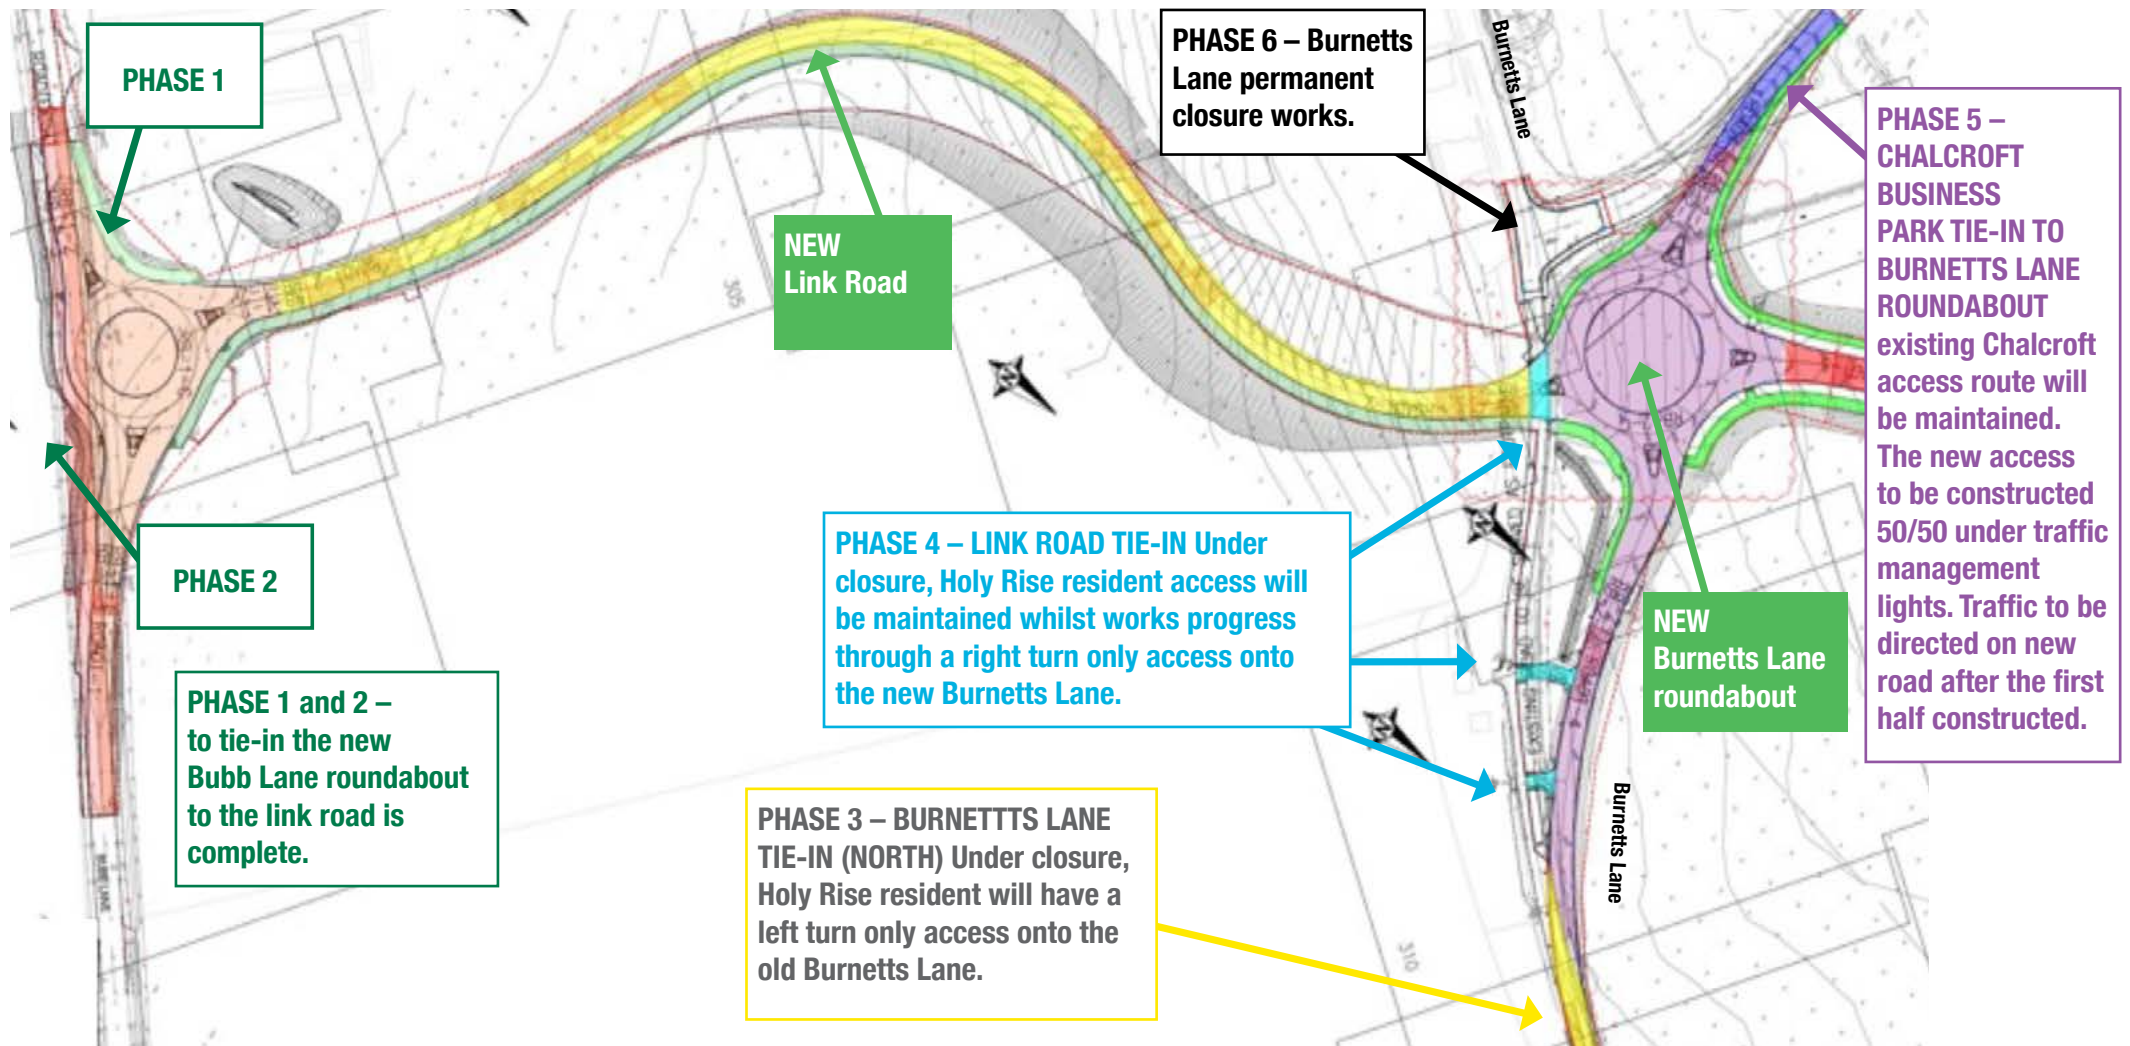 PHASE 1
PHASE 6 – Burnetts
Lane permanent
closure works.
Burnetts Lane
PHASE 5 –
CHALCROFT
BUSINESS
PARK TIE-IN TO
BURNETTS LANE
ROUNDABOUT
existing Chalcroft
access route will
be maintained.
The new access
to be constructed
50/50 under traffic
management
lights. Traffic to be
directed on new
road after the first
half constructed.
NEW
Link Road
305
PHASE 2
PHASE 4 – LINK ROAD TIE-IN Under
closure, Holy Rise resident access will
be maintained whilst works progress
through a right turn only access onto
the new Burnetts Lane.
NEW
Burnetts Lane
roundabout
PHASE 1 and 2 –
to tie-in the new
Bubb Lane roundabout
to the link road is
complete.
PHASE 3 – BURNETTTS LANE
TIE-IN (NORTH) Under closure,
Holy Rise resident will have a
left turn only access onto the
old Burnetts Lane.
Burnetts Lane
310
BUBB LANE